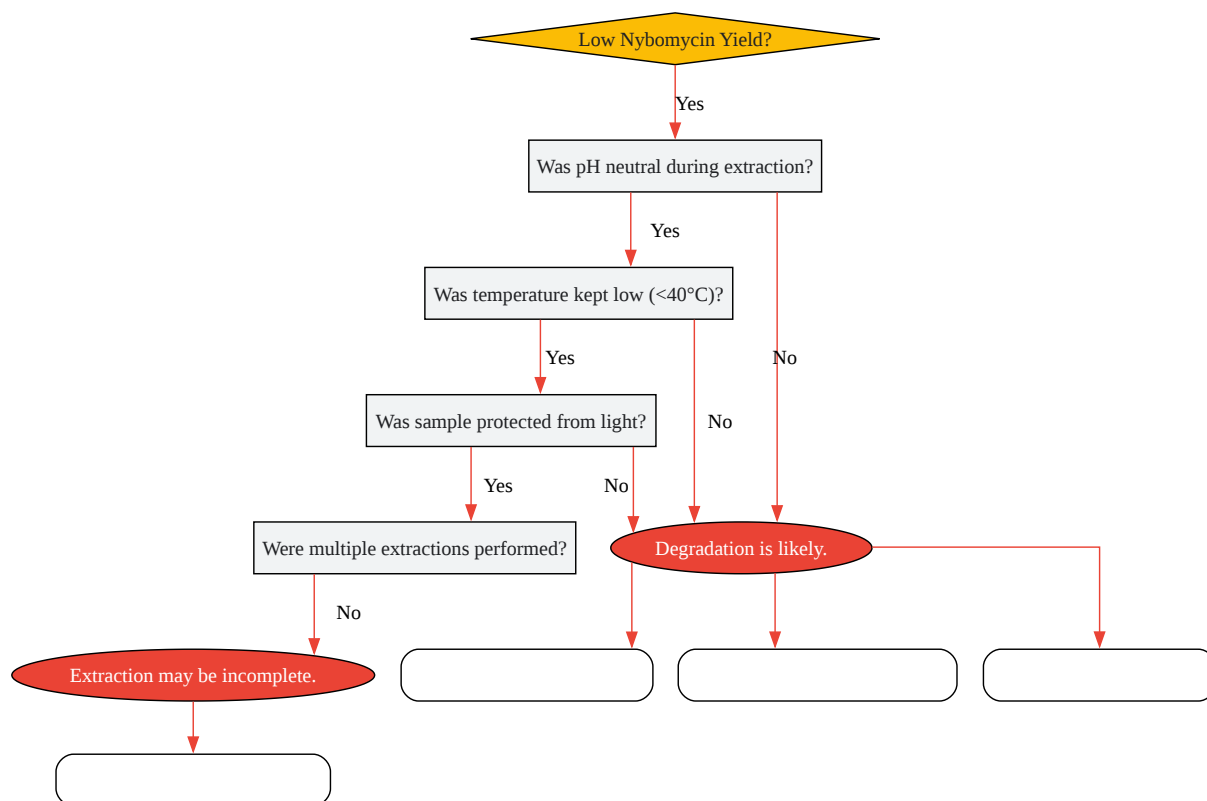 Low Nybomycin Yield?
Yes
Was pH neutral during extraction?
Yes
Was temperature kept low (<40°C)?
Yes
No
Was sample protected from light?
No
Yes
No
Were multiple extractions performed?
Degradation is likely.
No
Extraction may be incomplete.